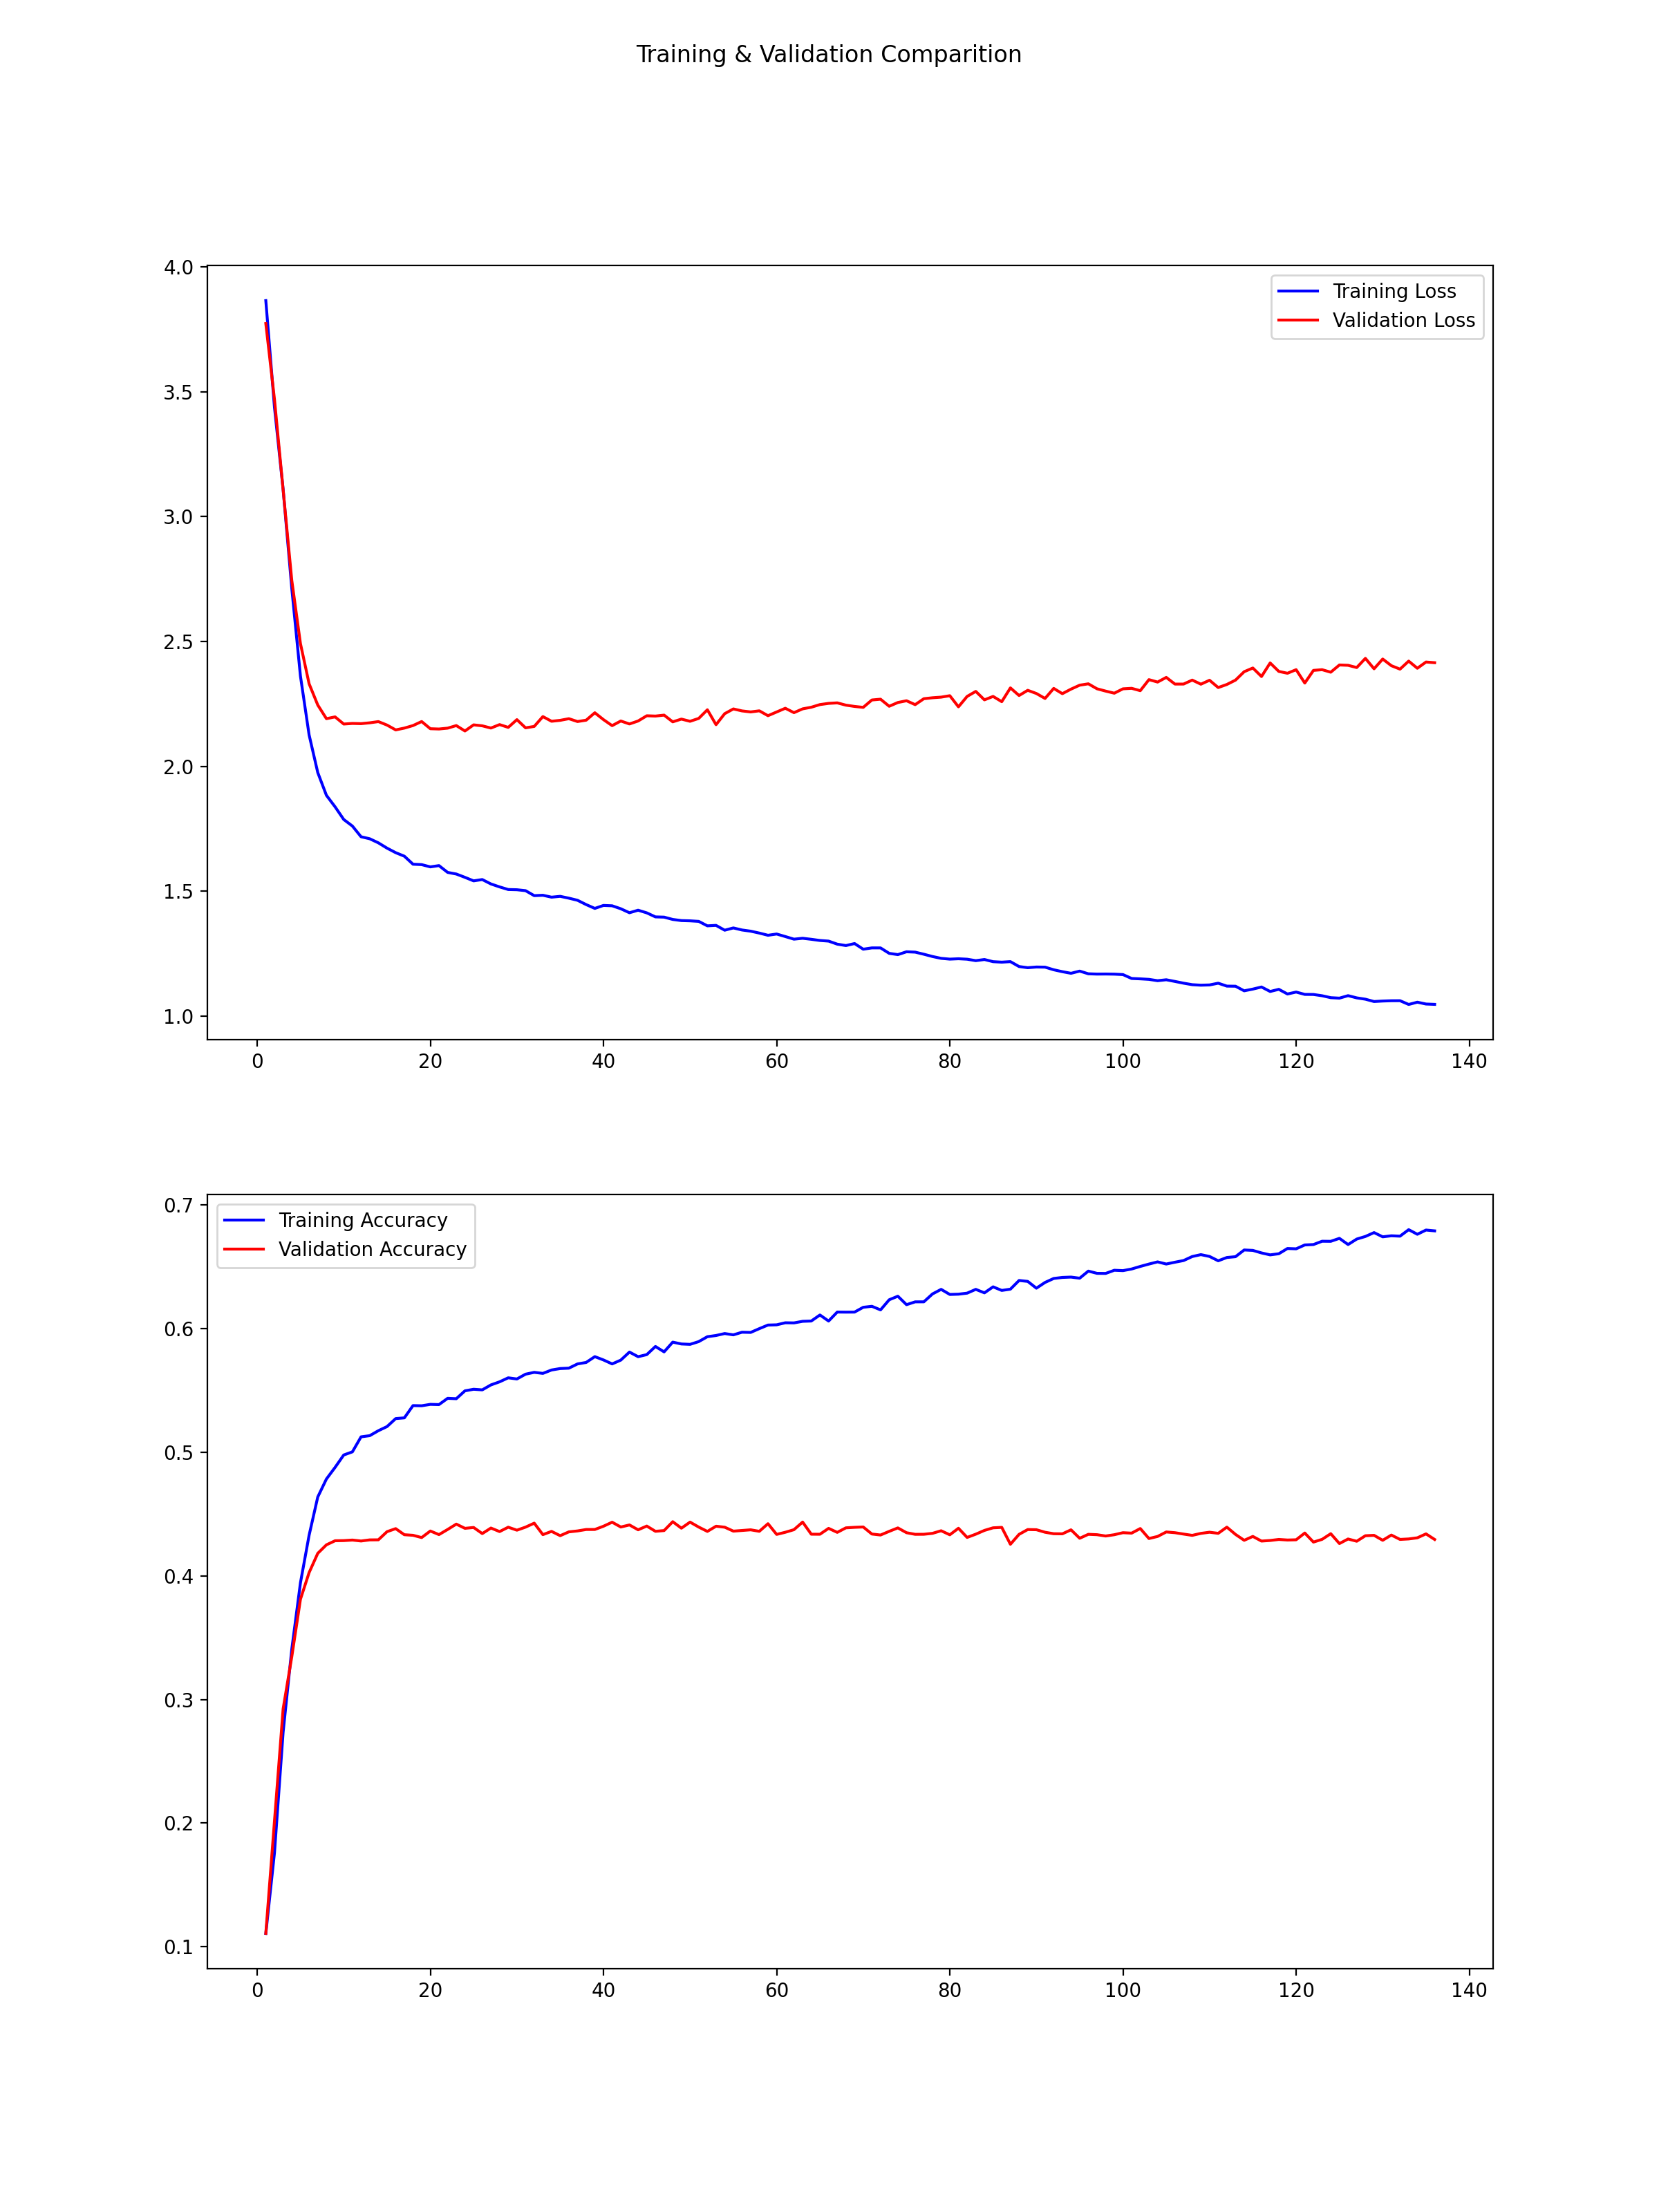 Training & Validation Comparition
4.0
3.5
3.0
2.5
2.0
1.5
1.0
Training Loss
Validation Loss
0 20 40 60 80 100 120 140
0.7
0.6
0.5
0.4
0.3
0.2
0.1
Training Accuracy
Validation Accuracy
0 20 40 60 80 100 120 140